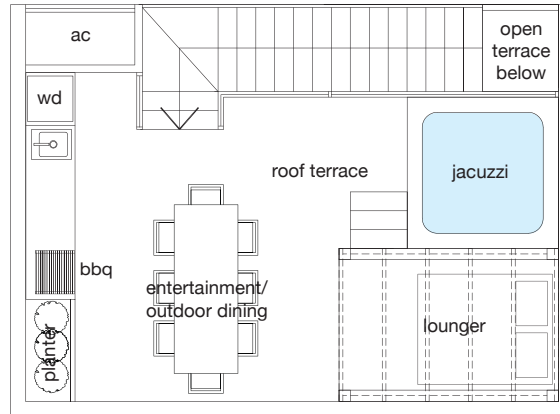 ac
open
terrace
below
wd
roof terrace
jacuzzi
bbq
entertainment/
outdoor dining
lounger
planter